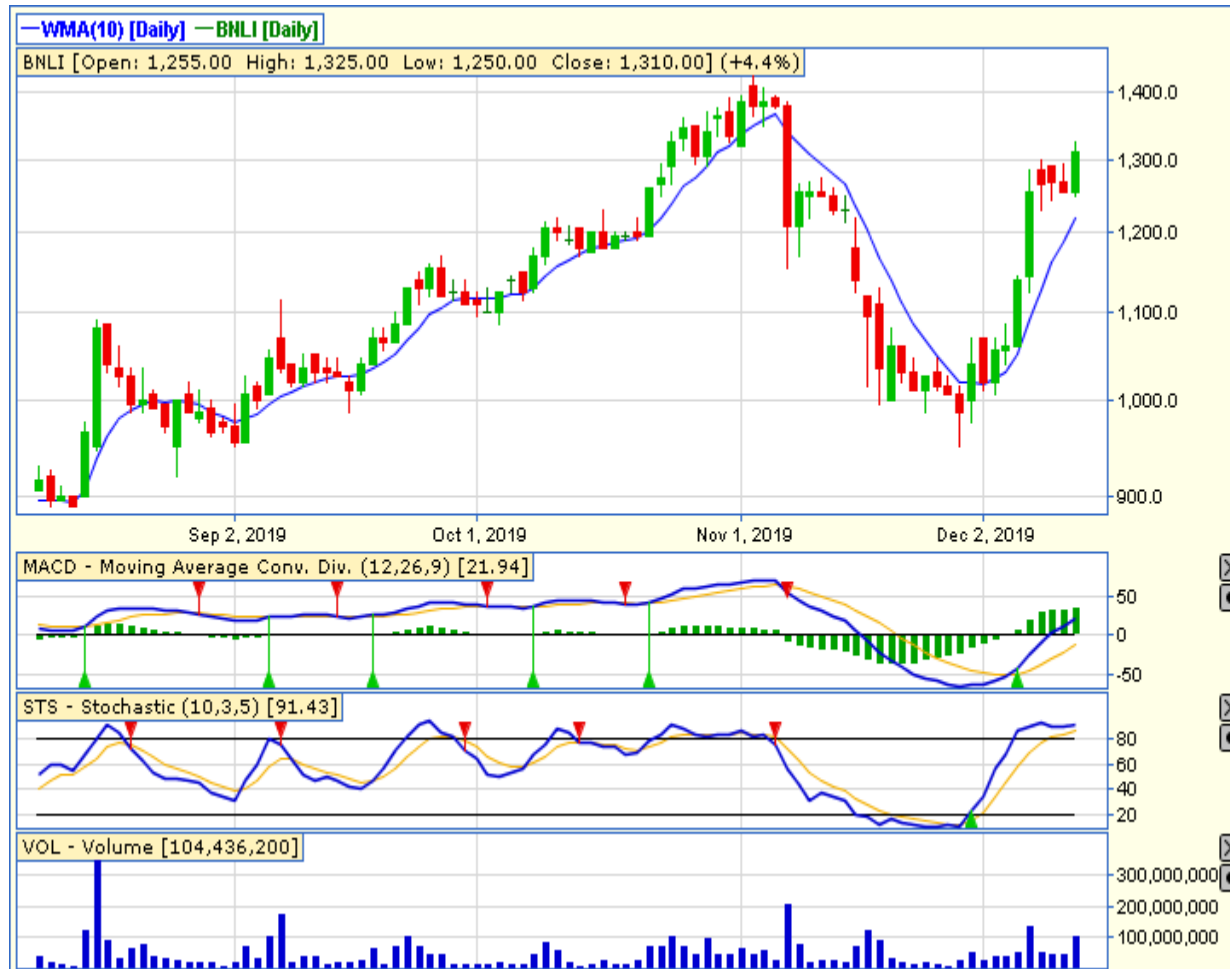 WMA(10) [Daily] BNLI [Daily]
BNLI [Open: 1,255.00 High: 1,325.00 Low: 1,250.00 Close: 1,310.00] (+4.4%)
1,400.0
1,300.0
1,200.0
1,100.0
1,000.0
900.0
Sep 2, 2019 Oct 1, 2019 Nov 1, 2019 Dec 2, 2019
MACD - Moving Average Conv. Div. (12,26,9) [21.94]
50
0
-50
STS - Stochastic (10,3,5) [91.43]
80
60
40
20
VOL - Volume [104,436,200]
300,000,000
200,000,000
100,000,000